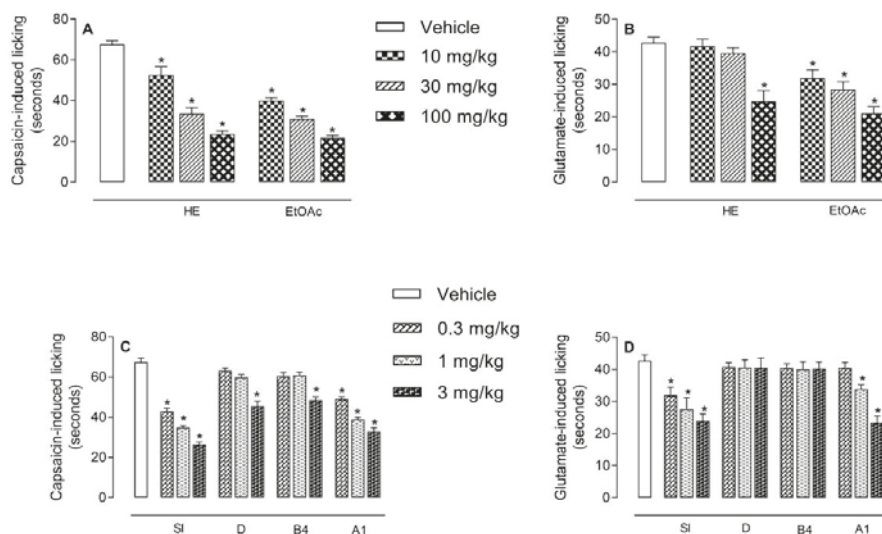 A
Capsaicin-induced licking
(seconds)
80
60
40
20
0
*
*
*
*
*
*
HE
EtOAc
Vehicle
10 mg/kg
30 mg/kg
100 mg/kg
B
Glutamate-induced licking
(seconds)
50
40
30
20
10
0
*
*
*
*
HE
EtOAc
C
Capsaicin-induced licking
(seconds)
80
60
40
20
0
*
*
*
*
*
*
*
*
SI
D
B4
A1
Vehicle
0.3 mg/kg
1 mg/kg
3 mg/kg
D
Glutamate-induced licking
(seconds)
50
40
30
20
10
0
*
*
*
*
*
SI
D
B4
A1